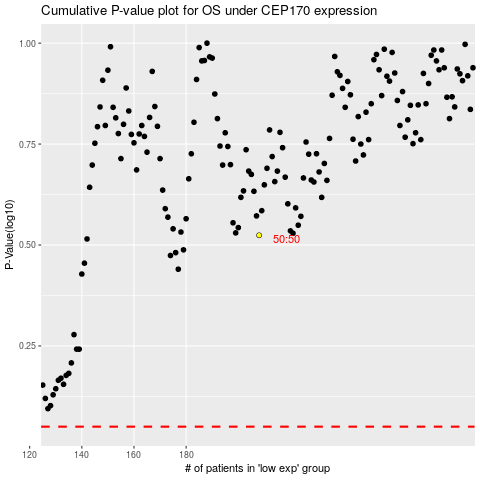 Cumulative P-value plot for OS under CEP170 expression
P-Value(log10)
1.00
0.75
0.50
0.25
50:50
120 140 160 180
# of patients in 'low exp' group